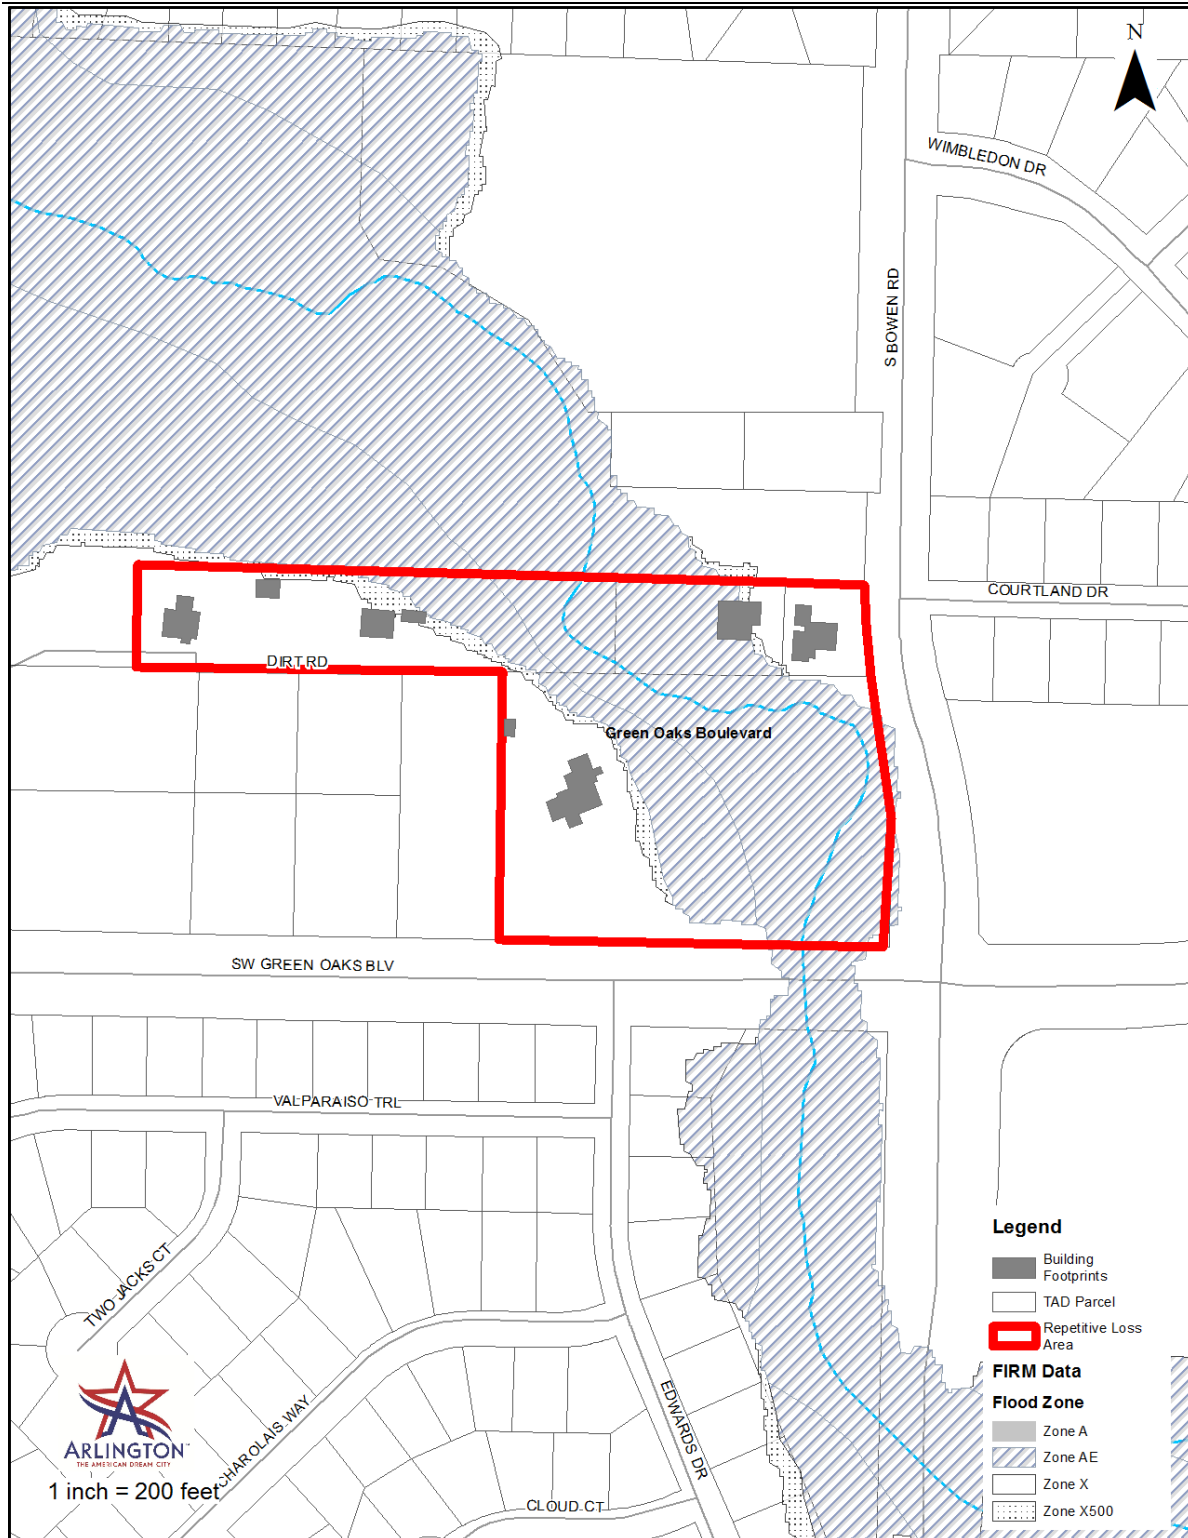 N
WIMBLEDON DR
S BOWEN RD
COURTLAND DR
DIRT RD
Green Oaks Boulevard
SW GREEN OAKS BLV
VALPARAISO TRL
TWO JACKS CT
CHAROLAIS WAY
EDWARDS DR
CLOUD CT
ARLINGTON
THE AMERICAN DREAM CITY
1 inch = 200 feet
Legend
Building
Footprints
TAD Parcel
Repetitive Loss
Area
FIRM Data
Flood Zone
Zone A
Zone AE
Zone X
Zone X500